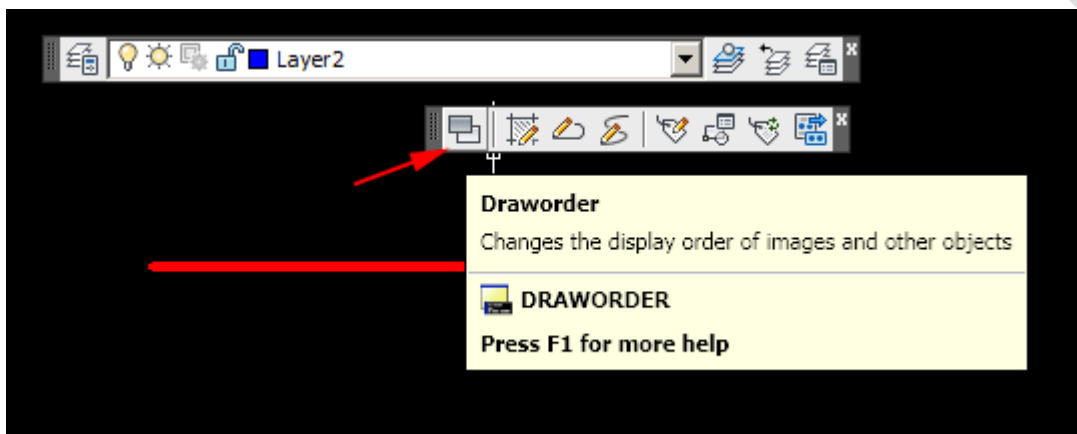 Layer2
Draworder
Changes the display order of images and other objects
DRAWORDER
Press F1 for more help